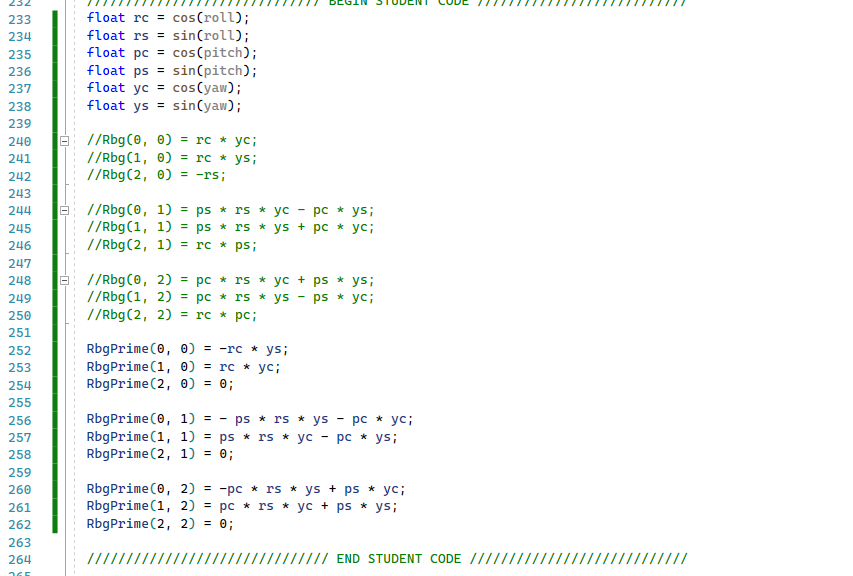 232 ////////////////////////////// BEGIN STUDENT CODE ///////////////////////////
233 float rc = cos(roll);
234 float rs = sin(roll);
235 float pc = cos(pitch);
236 float ps = sin(pitch);
237 float yc = cos(yaw);
238 float ys = sin(yaw);
239
240 //Rbg(0, 0) = rc * yc;
241 //Rbg(1, 0) = rc * ys;
242 //Rbg(2, 0) = -rs;
243
244 //Rbg(0, 1) = ps * rs * yc - pc * ys;
245 //Rbg(1, 1) = ps * rs * ys + pc * yc;
246 //Rbg(2, 1) = rc * ps;
247
248 //Rbg(0, 2) = pc * rs * yc + ps * ys;
249 //Rbg(1, 2) = pc * rs * ys - ps * yc;
250 //Rbg(2, 2) = rc * pc;
251
252 RbgPrime(0, 0) = -rc * ys;
253 RbgPrime(1, 0) = rc * yc;
254 RbgPrime(2, 0) = 0;
255
256 RbgPrime(0, 1) = - ps * rs * ys - pc * yc;
257 RbgPrime(1, 1) = ps * rs * yc - pc * ys;
258 RbgPrime(2, 1) = 0;
259
260 RbgPrime(0, 2) = -pc * rs * ys + ps * yc;
261 RbgPrime(1, 2) = pc * rs * yc + ps * ys;
262 RbgPrime(2, 2) = 0;
263
264 /////////////////////////////// END STUDENT CODE ////////////////////////////
265